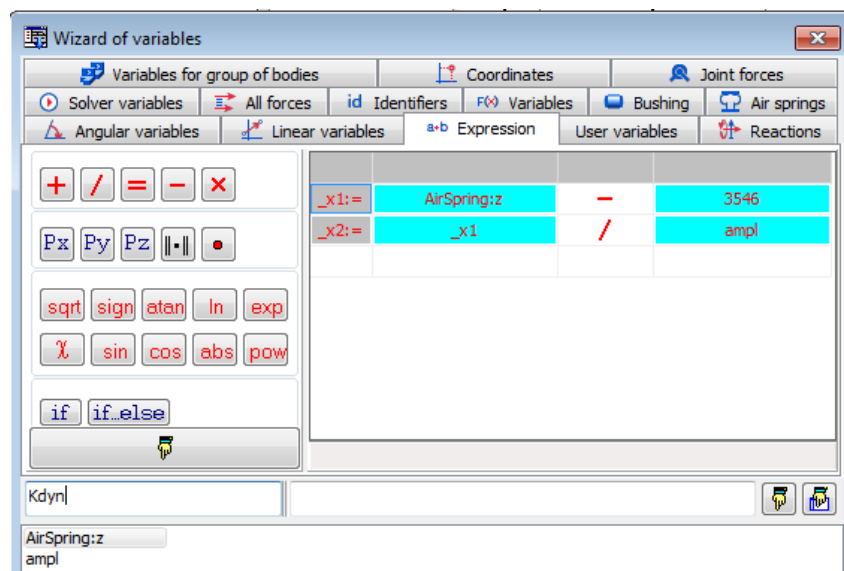 Wizard of variables
Variables for group of bodies Coordinates Joint forces
Solver variables All forces id Identifiers F(x) Variables Bushing Air springs
Angular variables Linear variables a+b Expression User variables Reactions
+ / = − ×
_x1:= AirSpring:z − 3546
_x2:= _x1 / ampl
Px Py Pz ‖•‖ •
sqrt sign atan ln exp
χ sin cos abs pow
if if…else
Kdyn
AirSpring:z
ampl